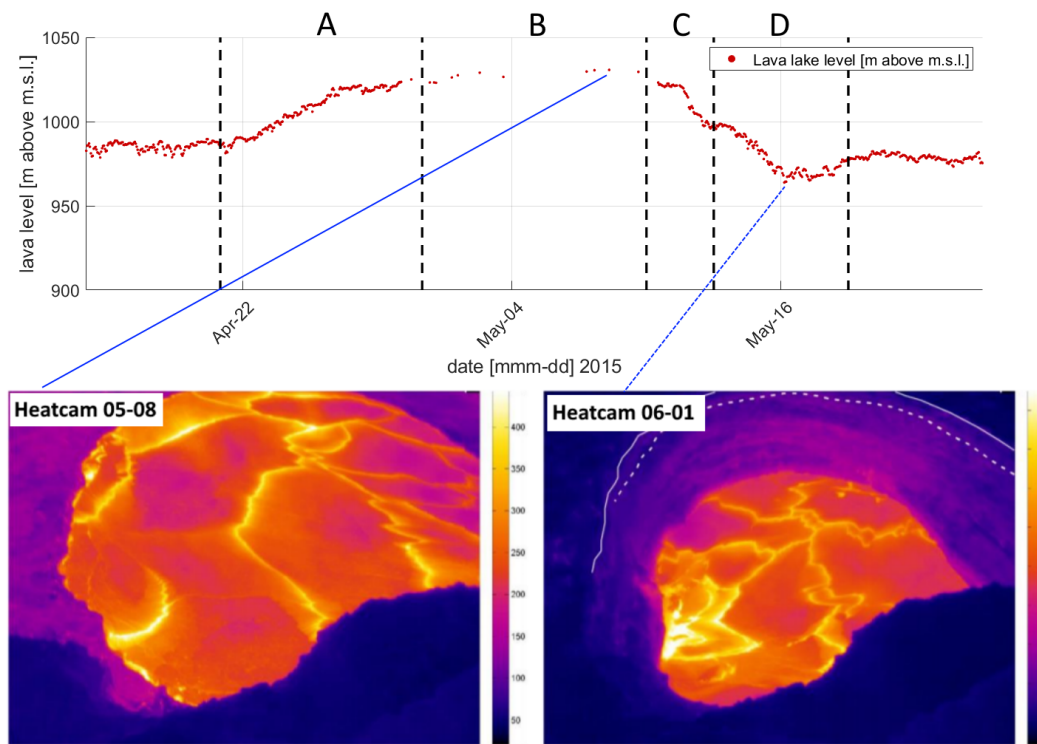 A B C D
1050
1000
950
900
lava level [m above m.s.l.]
Lava lake level [m above m.s.l.]
Apr-22
May-04
May-16
date [mmm-dd] 2015
Heatcam 05-08
400
350
300
250
200
150
100
50
Heatcam 06-01